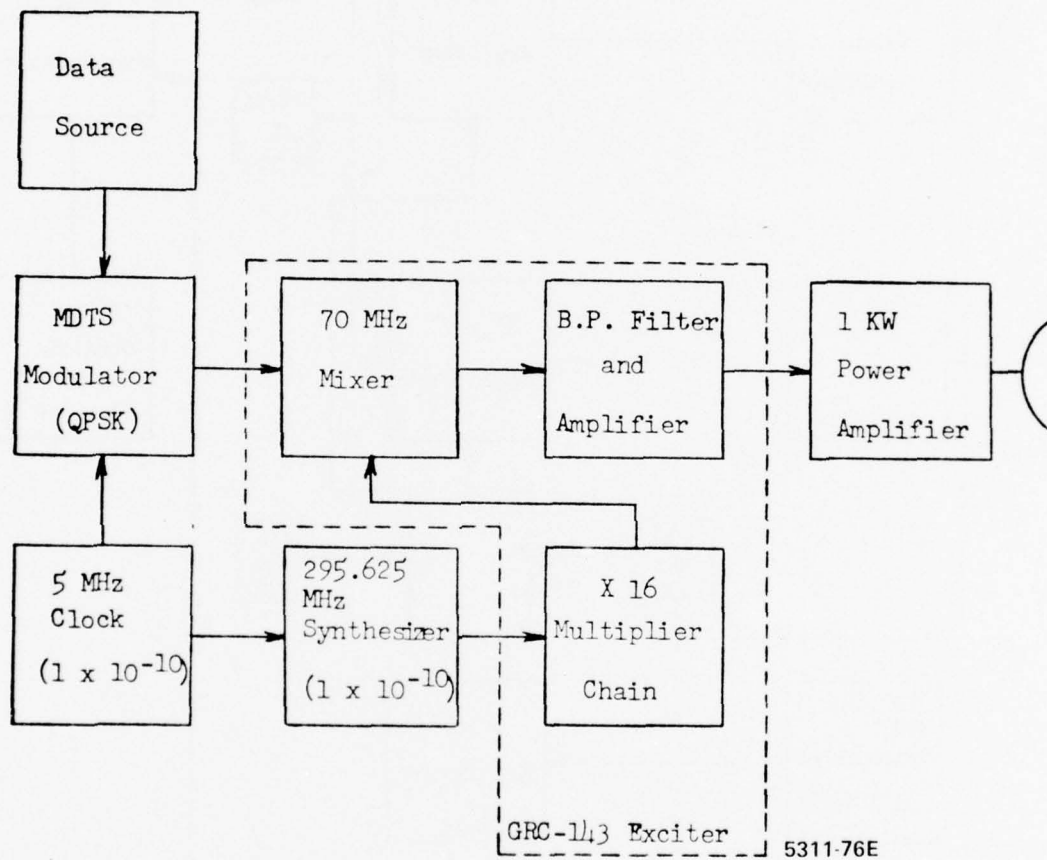 Data
Source
MDTS
Modulator
(QPSK)
70 MHz
Mixer
B.P. Filter
and
Amplifier
1 KW
Power
Amplifier
5 MHz
Clock
(1 x 10⁻¹⁰)
295.625
MHz
Synthesizer
(1 x 10⁻¹⁰)
X 16
Multiplier
Chain
GRC-143 Exciter
5311-76E